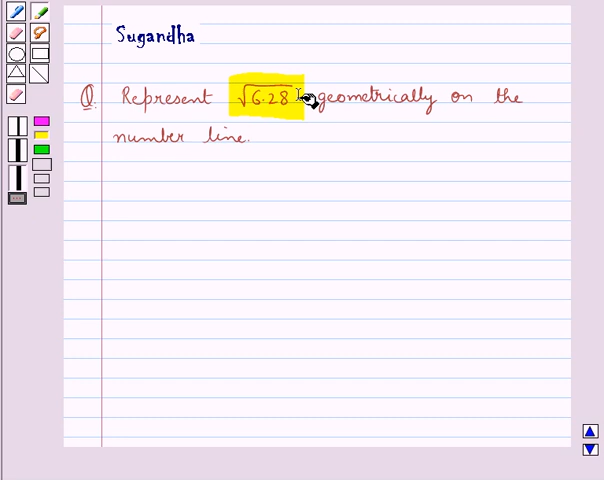 Sugandha
Q. Represent √6.28 geometrically on the
number line.